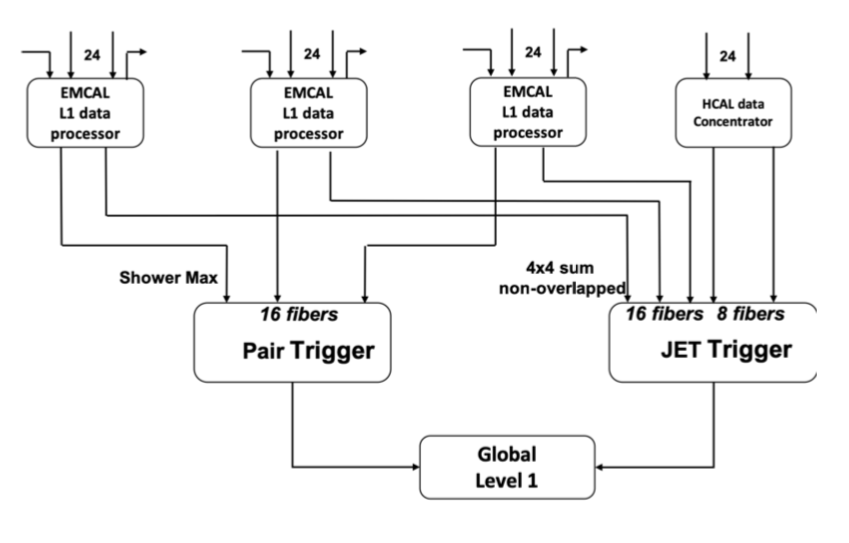 24
24
24
24
EMCAL
L1 data
processor
EMCAL
L1 data
processor
EMCAL
L1 data
processor
HCAL data
Concentrator
Shower Max
4x4 sum
non-overlapped
16 fibers
Pair Trigger
16 fibers 8 fibers
JET Trigger
Global
Level 1